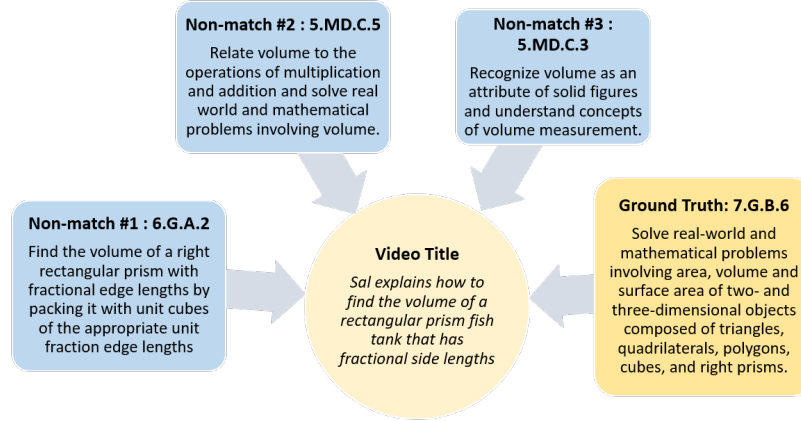 Non-match #2 : 5.MD.C.5
Relate volume to the
operations of multiplication
and addition and solve real
world and mathematical
problems involving volume.
Non-match #3 :
5.MD.C.3
Recognize volume as an
attribute of solid figures
and understand concepts
of volume measurement.
Non-match #1 : 6.G.A.2
Find the volume of a right
rectangular prism with
fractional edge lengths by
packing it with unit cubes
of the appropriate unit
fraction edge lengths
Video Title
Sal explains how to
find the volume of a
rectangular prism fish
tank that has
fractional side lengths
Ground Truth: 7.G.B.6
Solve real-world and
mathematical problems
involving area, volume and
surface area of two- and
three-dimensional objects
composed of triangles,
quadrilaterals, polygons,
cubes, and right prisms.